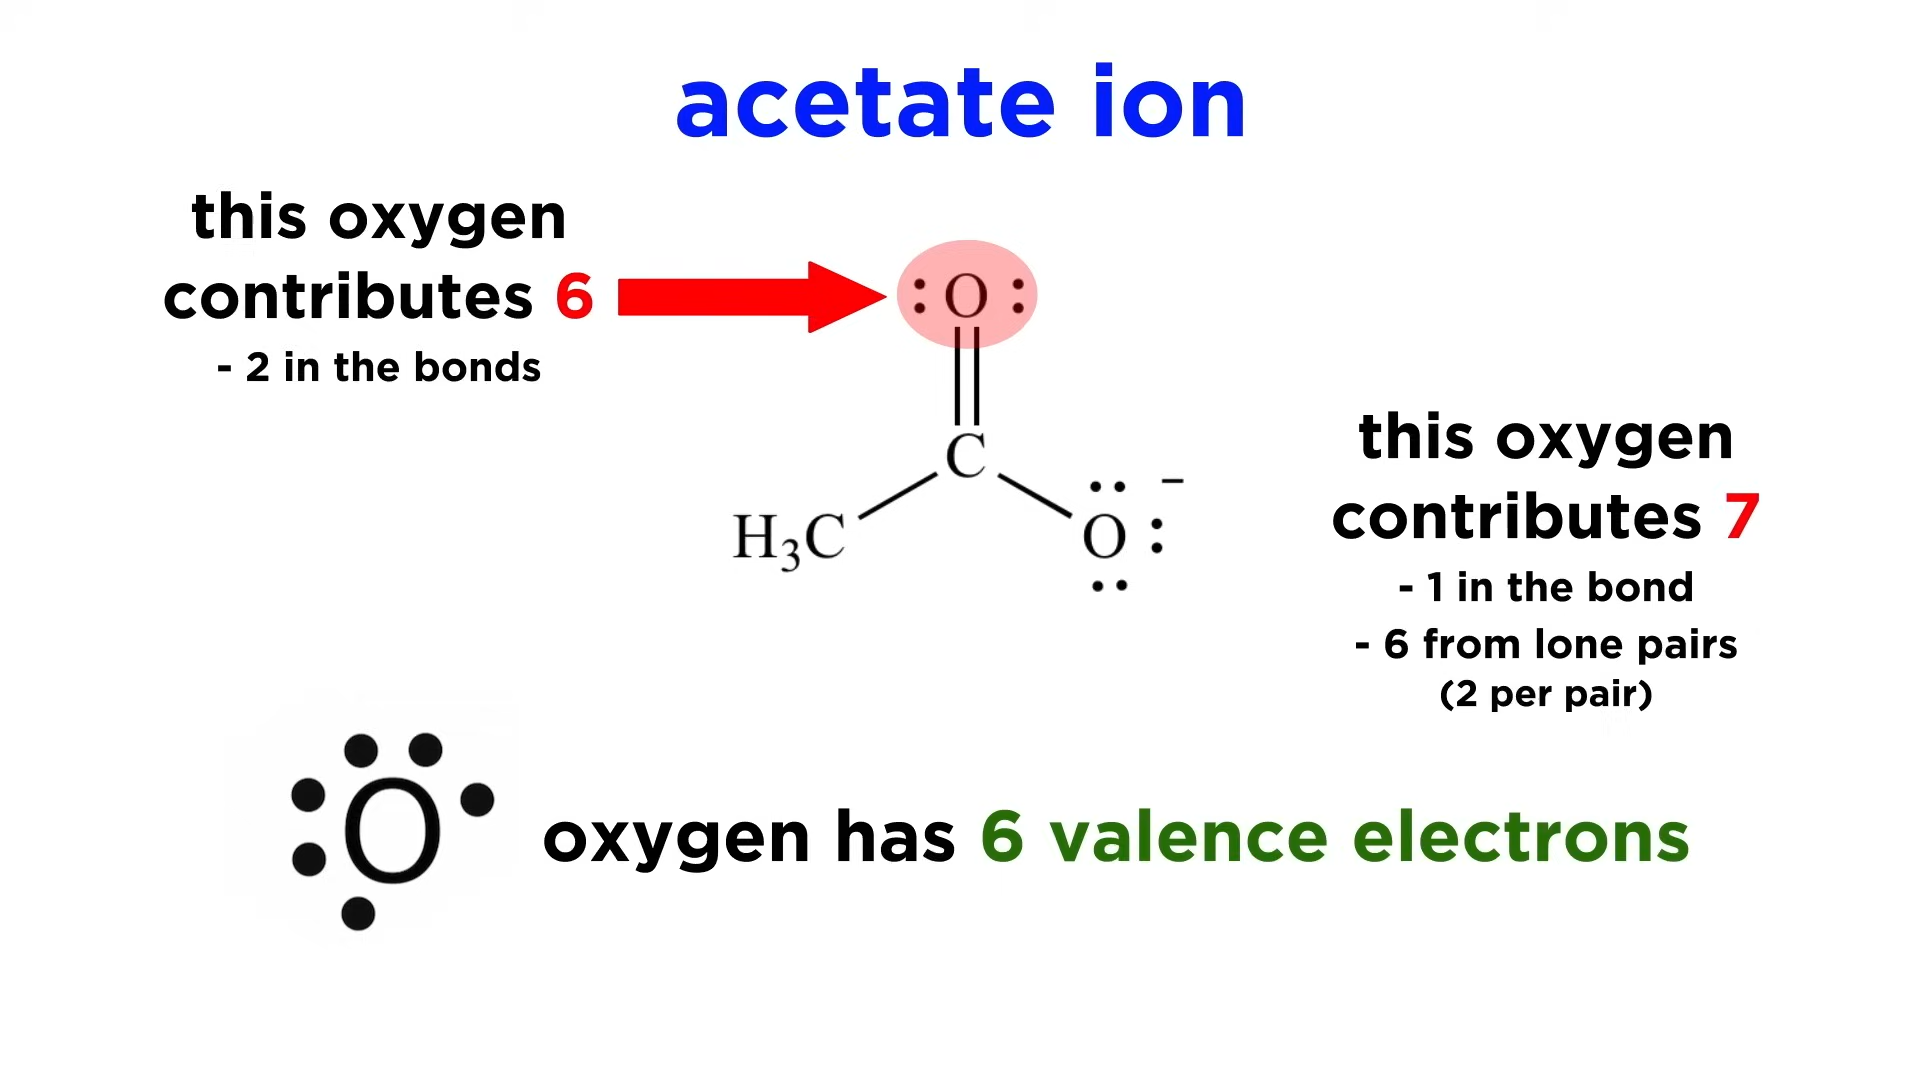 acetate ion
this oxygen
contributes 6
- 2 in the bonds
:O:
C
H₃C
O : −
this oxygen
contributes 7
- 1 in the bond
- 6 from lone pairs
(2 per pair)
O
oxygen has 6 valence electrons